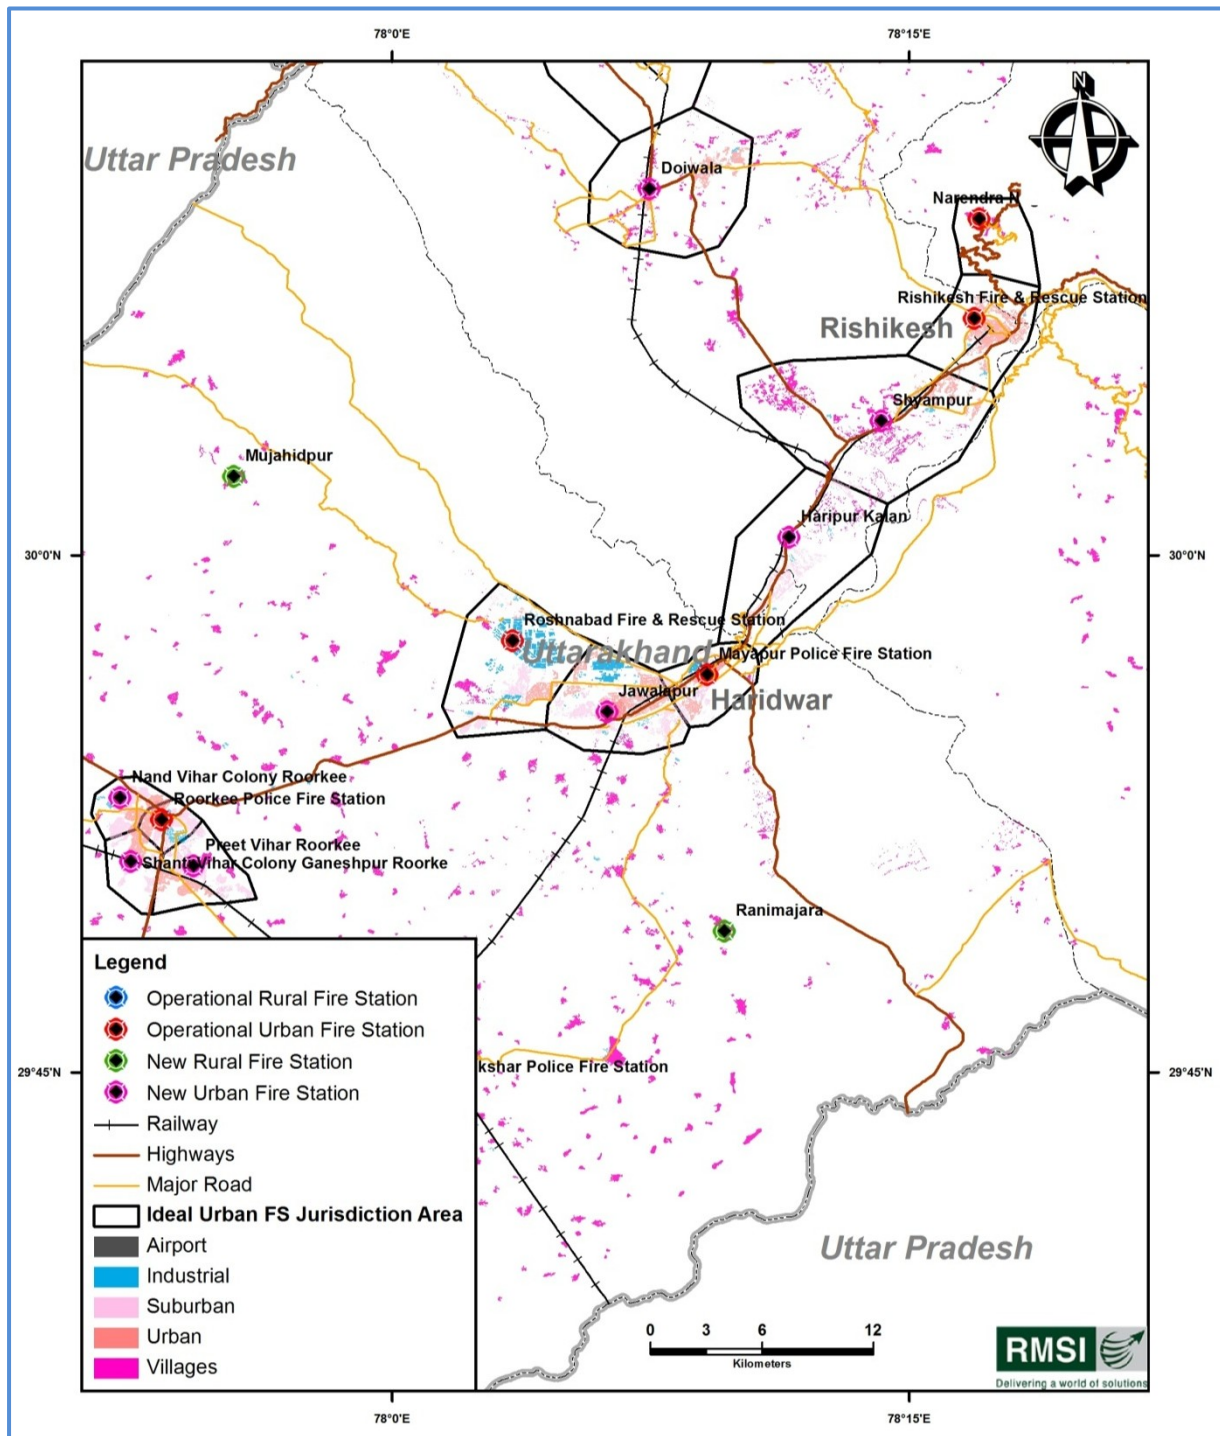 78°0'E
78°15'E
N
Uttar Pradesh
Doiwala
Narendra N
Rishikesh Fire & Rescue Station
Rishikesh
Shyampur
Mujahidpur
Haripur Kalan
30°0'N
30°0'N
Roshnabad Fire & Rescue Station
Uttarakhand
Mayapur Police Fire Station
Jawalapur
Haridwar
Nand Vihar Colony Roorkee
Roorkee Police Fire Station
Preet Vihar Roorkee
Shanti Vihar Colony Ganeshpur Roorke
Ranimajara
Legend
Operational Rural Fire Station
Operational Urban Fire Station
New Rural Fire Station
New Urban Fire Station
Railway
Highways
Major Road
Ideal Urban FS Jurisdiction Area
Airport
Industrial
Suburban
Urban
Villages
kshar Police Fire Station
29°45'N
29°45'N
Uttar Pradesh
0 3 6 12
Kilometers
RMSI
Delivering a world of solutions
78°0'E
78°15'E